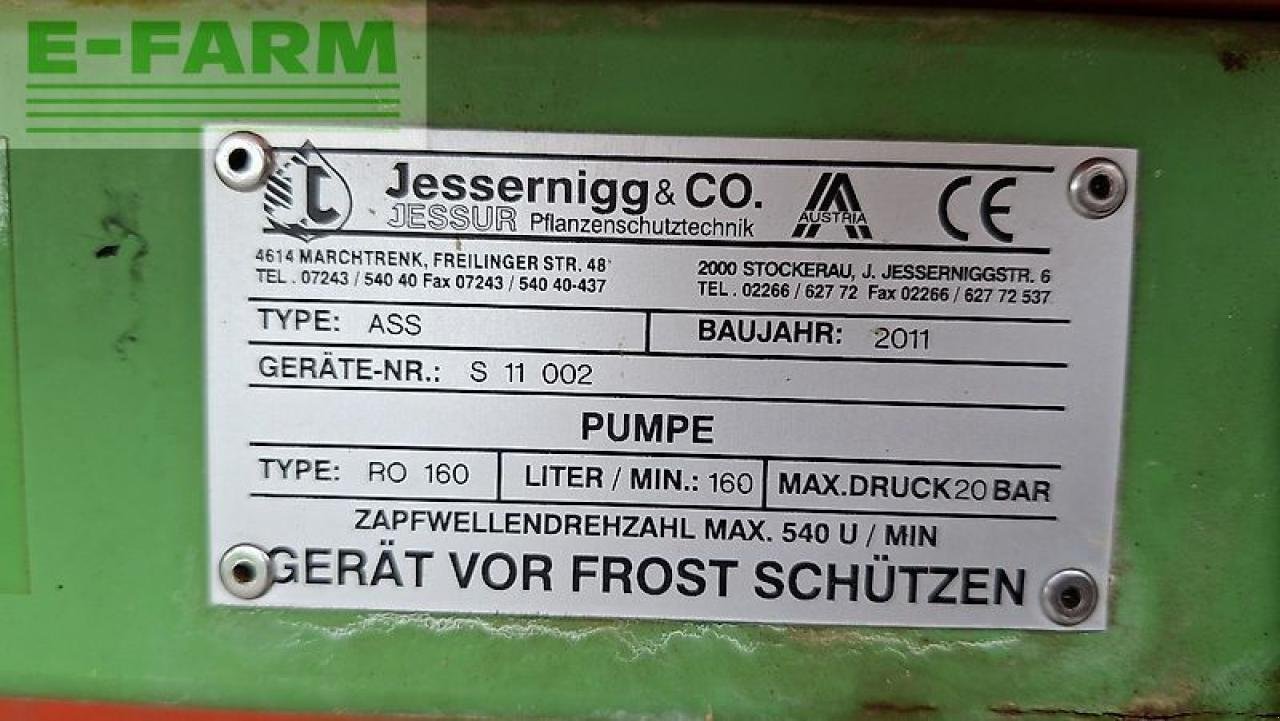 E-FARM
Jessernigg & CO.
JESSUR Pflanzenschutztechnik
AUSTRIA
CE
4614 MARCHTRENK, FREILINGER STR. 48
TEL. 07243 / 540 40 Fax 07243 / 540 40-437
2000 STOCKERAU, J. JESSERNIGGSTR. 6
TEL. 02266 / 627 72 Fax 02266 / 627 72 537
TYPE: ASS BAUJAHR: 2011
GERÄTE-NR.: S 11 002
PUMPE
TYPE: RO 160 LITER / MIN.: 160 MAX.DRUCK 20 BAR
ZAPFWELLENDREHZAHL MAX. 540 U / MIN
GERÄT VOR FROST SCHÜTZEN